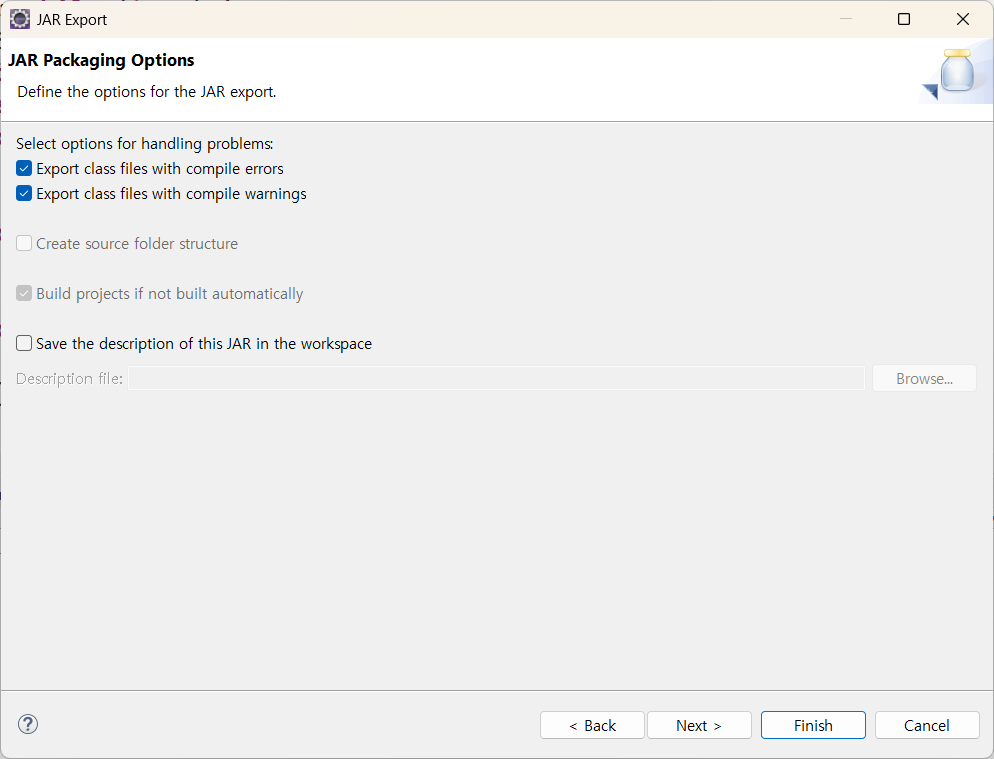 JAR Export
JAR Packaging Options
Define the options for the JAR export.
Select options for handling problems:
Export class files with compile errors
Export class files with compile warnings
Create source folder structure
Build projects if not built automatically
Save the description of this JAR in the workspace
Description file: Browse...
? < Back Next > Finish Cancel